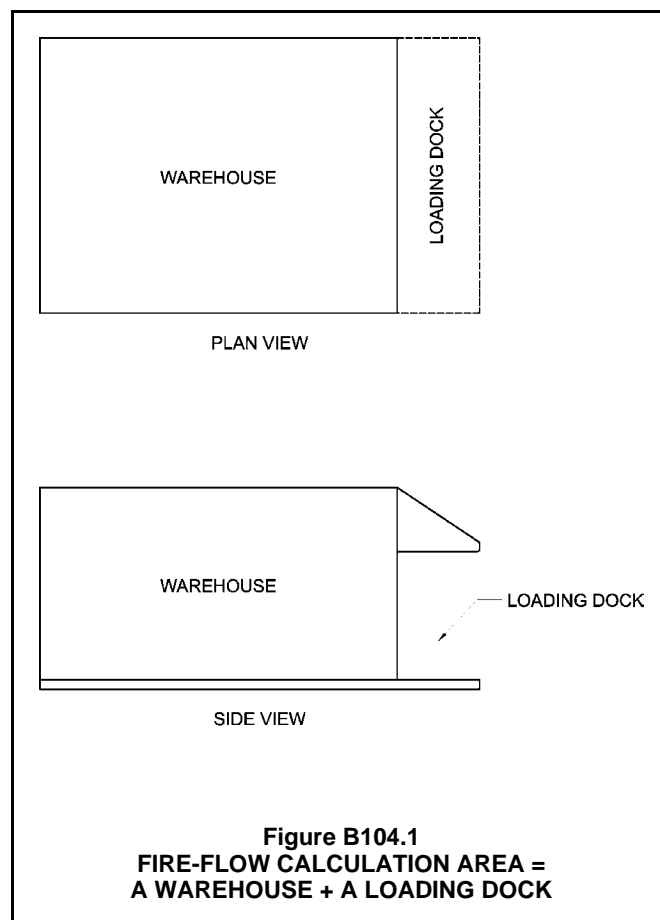 WAREHOUSE
LOADING DOCK
PLAN VIEW
WAREHOUSE
LOADING DOCK
SIDE VIEW
Figure B104.1
FIRE-FLOW CALCULATION AREA =
A WAREHOUSE + A LOADING DOCK